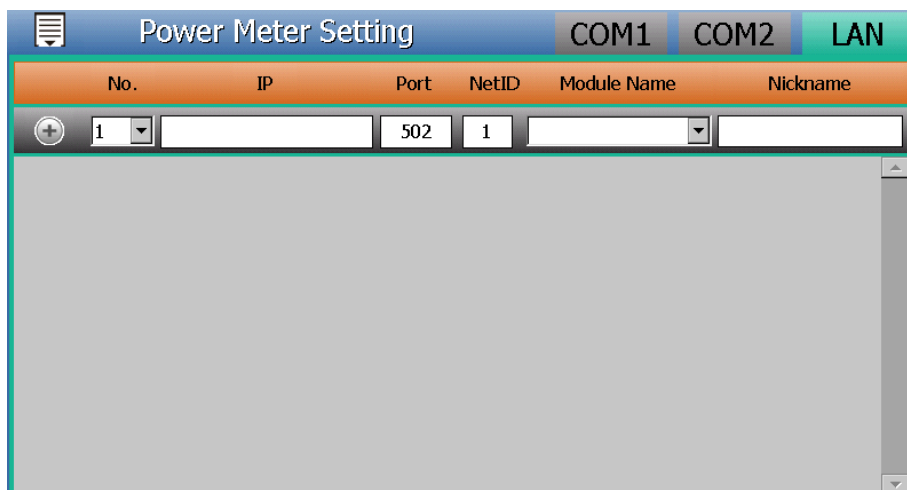 Power Meter Setting COM1 COM2 LAN
No. IP Port NetID Module Name Nickname
1 502 1